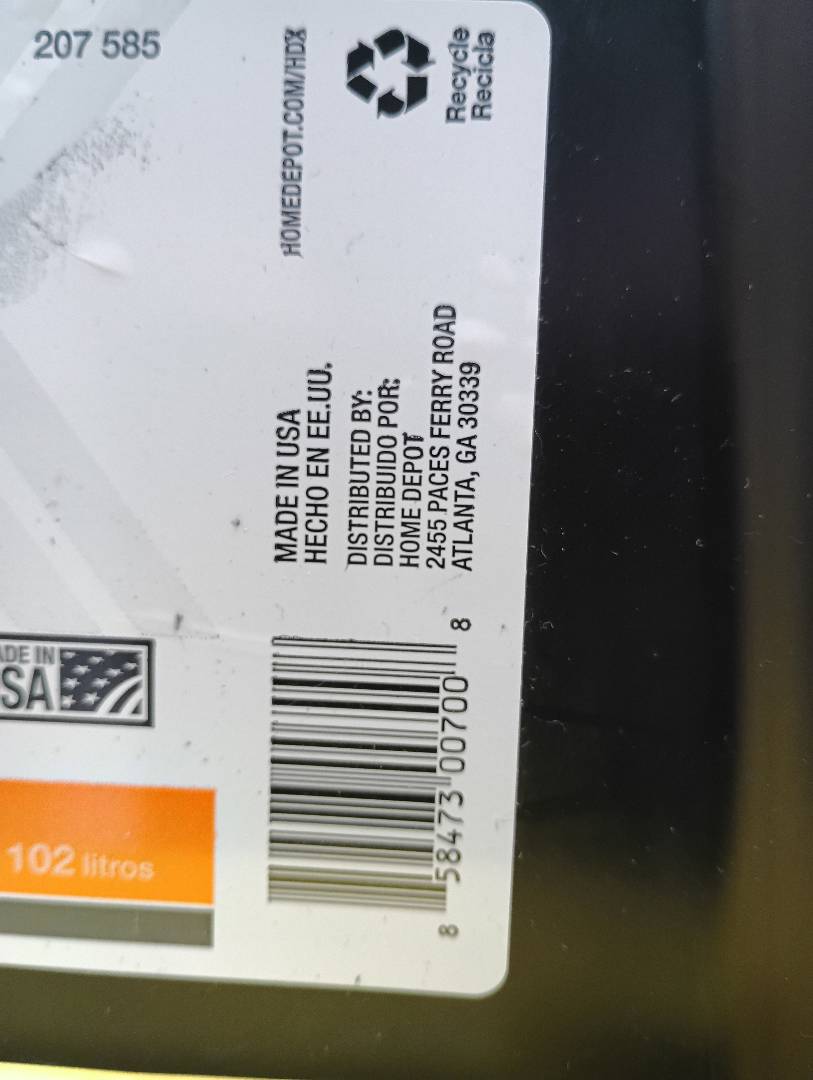 207 585
HOMEDEPOT.COM/HDX
Recycle
Recicla
MADE IN USA
HECHO EN EE.UU.
DISTRIBUTED BY:
DISTRIBUIDO POR:
HOME DEPOT
2455 PACES FERRY ROAD
ATLANTA, GA 30339
ADE IN
SA
102 litros
8 58473 00700 8